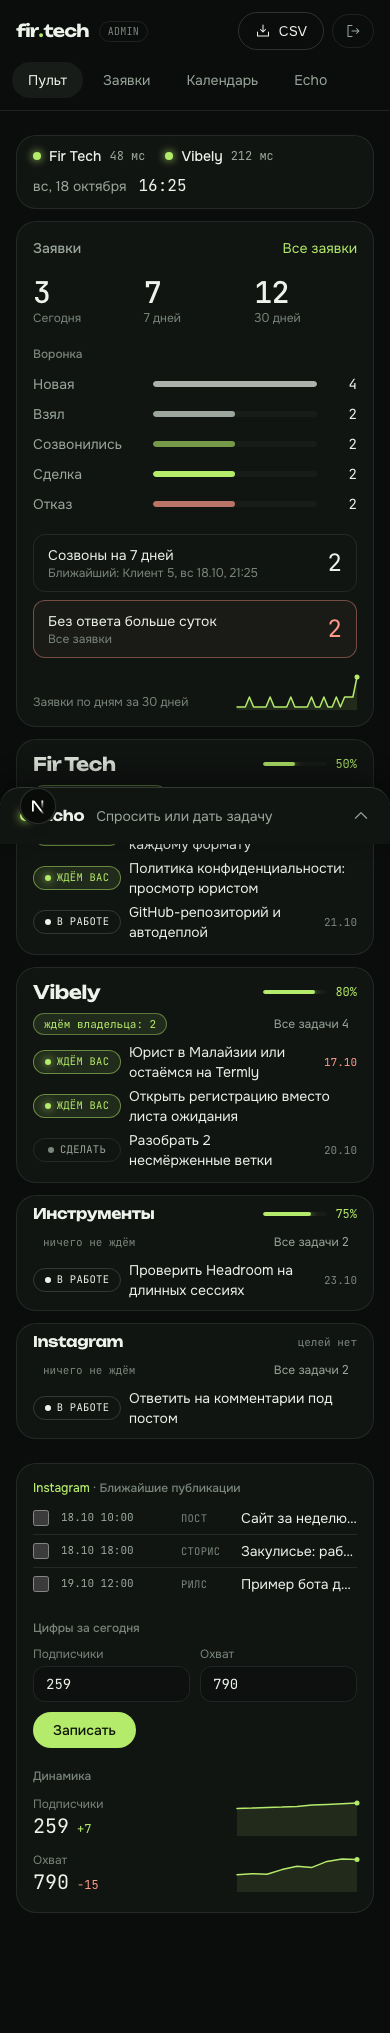 fir.tech ADMIN CSV
Пульт Заявки Календарь Echo
Fir Tech 48 мс Vibely 212 мс
вс, 18 октября 16:25
Заявки Все заявки
3 7 12
Сегодня 7 дней 30 дней
Воронка
Новая 4
Взял 2
Созвонились 2
Сделка 2
Отказ 2
Созвоны на 7 дней 2
Ближайший: Клиент 5, вс 18.10, 21:25
Без ответа больше суток 2
Все заявки
Заявки по дням за 30 дней
Fir Tech 50%
N cho Спросить или дать задачу
каждому формату
ЖДЁМ ВАС Политика конфиденциальности:
просмотр юристом
В РАБОТЕ GitHub-репозиторий и
автодеплой 21.10
Vibely 80%
ждём владельца: 2 Все задачи 4
ЖДЁМ ВАС Юрист в Малайзии или
остаёмся на Termly 17.10
ЖДЁМ ВАС Открыть регистрацию вместо
листа ожидания
СДЕЛАТЬ Разобрать 2
несмёрженные ветки 20.10
Инструменты 75%
ничего не ждём Все задачи 2
В РАБОТЕ Проверить Headroom на
длинных сессиях 23.10
Instagram целей нет
ничего не ждём Все задачи 2
В РАБОТЕ Ответить на комментарии под
постом
Instagram · Ближайшие публикации
18.10 10:00 ПОСТ Сайт за неделю...
18.10 18:00 СТОРИС Закулисье: раб...
19.10 12:00 РИЛС Пример бота д...
Цифры за сегодня
Подписчики Охват
259 790
Записать
Динамика
Подписчики
259 +7
Охват
790 -15